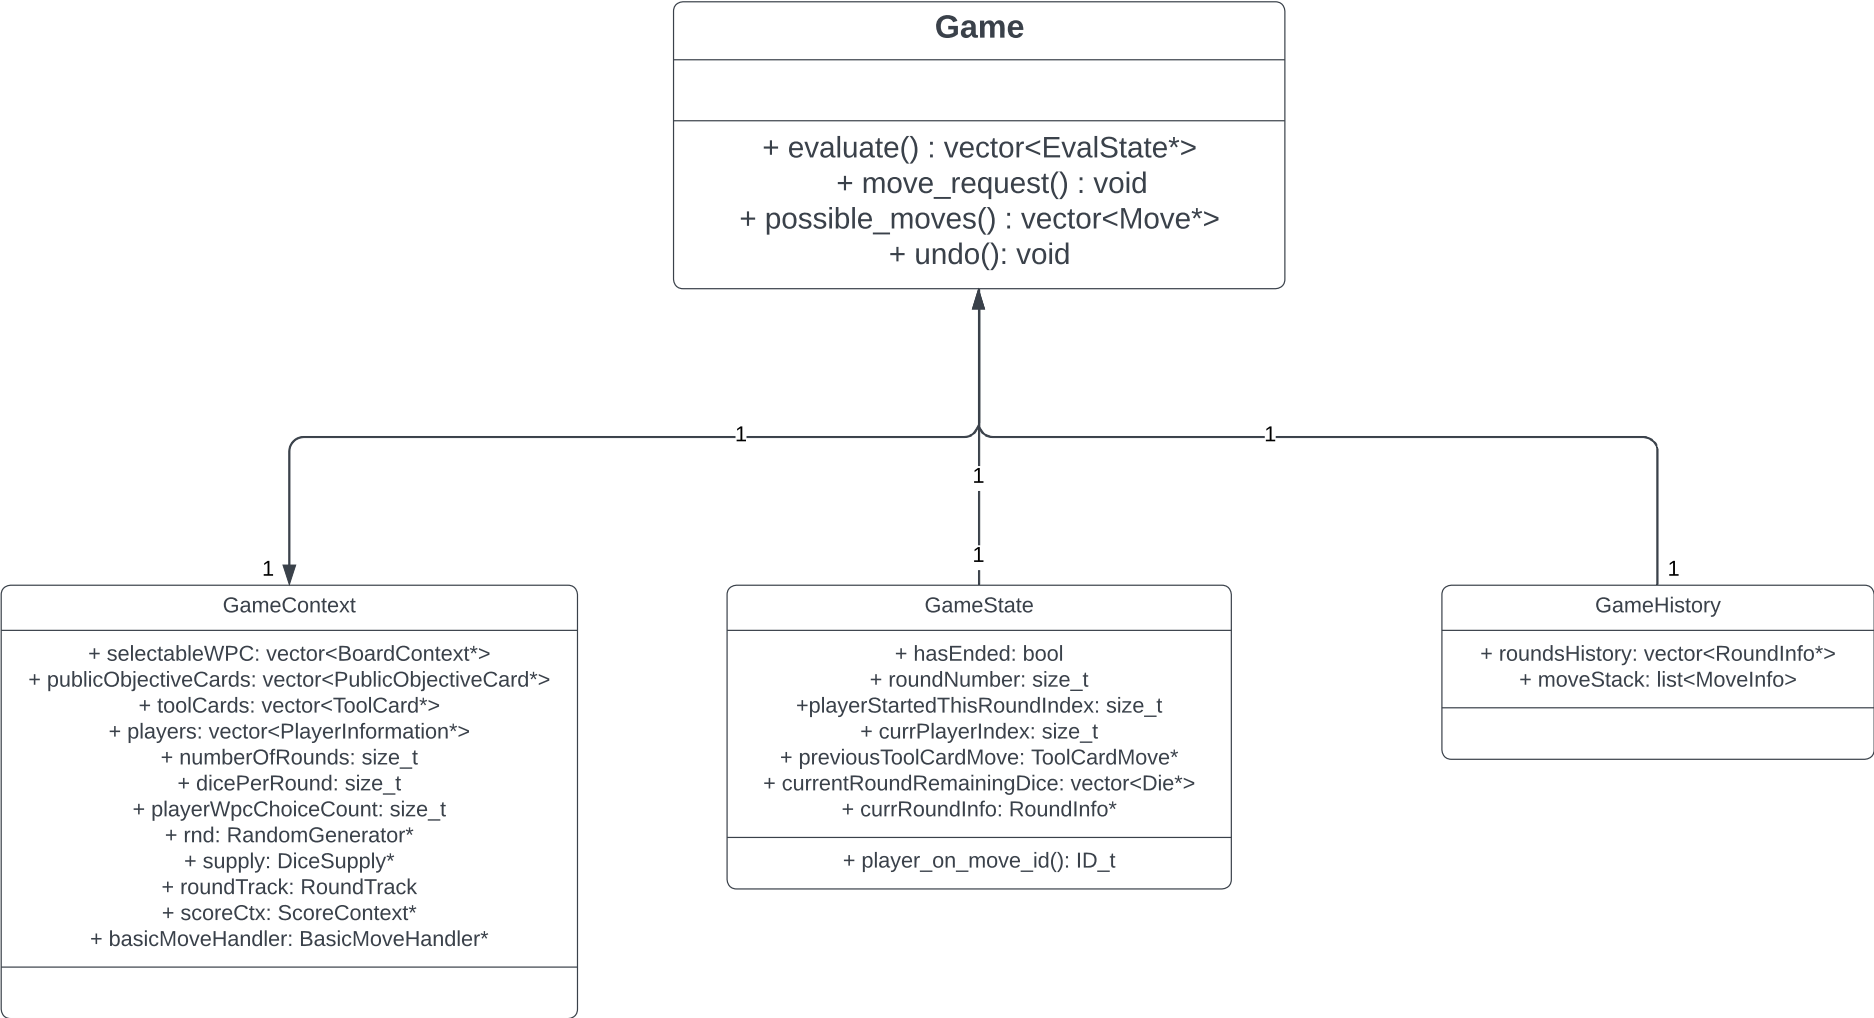 Game
+ evaluate() : vector<EvalState*>
+ move_request() : void
+ possible_moves() : vector<Move*>
+ undo(): void
1
1
1
1
1
1
GameContext
+ selectableWPC: vector<BoardContext*>
+ publicObjectiveCards: vector<PublicObjectiveCard*>
+ toolCards: vector<ToolCard*>
+ players: vector<PlayerInformation*>
+ numberOfRounds: size_t
+ dicePerRound: size_t
+ playerWpcChoiceCount: size_t
+ rnd: RandomGenerator*
+ supply: DiceSupply*
+ roundTrack: RoundTrack
+ scoreCtx: ScoreContext*
+ basicMoveHandler: BasicMoveHandler*
GameState
+ hasEnded: bool
+ roundNumber: size_t
+playerStartedThisRoundIndex: size_t
+ currPlayerIndex: size_t
+ previousToolCardMove: ToolCardMove*
+ currentRoundRemainingDice: vector<Die*>
+ currRoundInfo: RoundInfo*
+ player_on_move_id(): ID_t
GameHistory
+ roundsHistory: vector<RoundInfo*>
+ moveStack: list<MoveInfo>